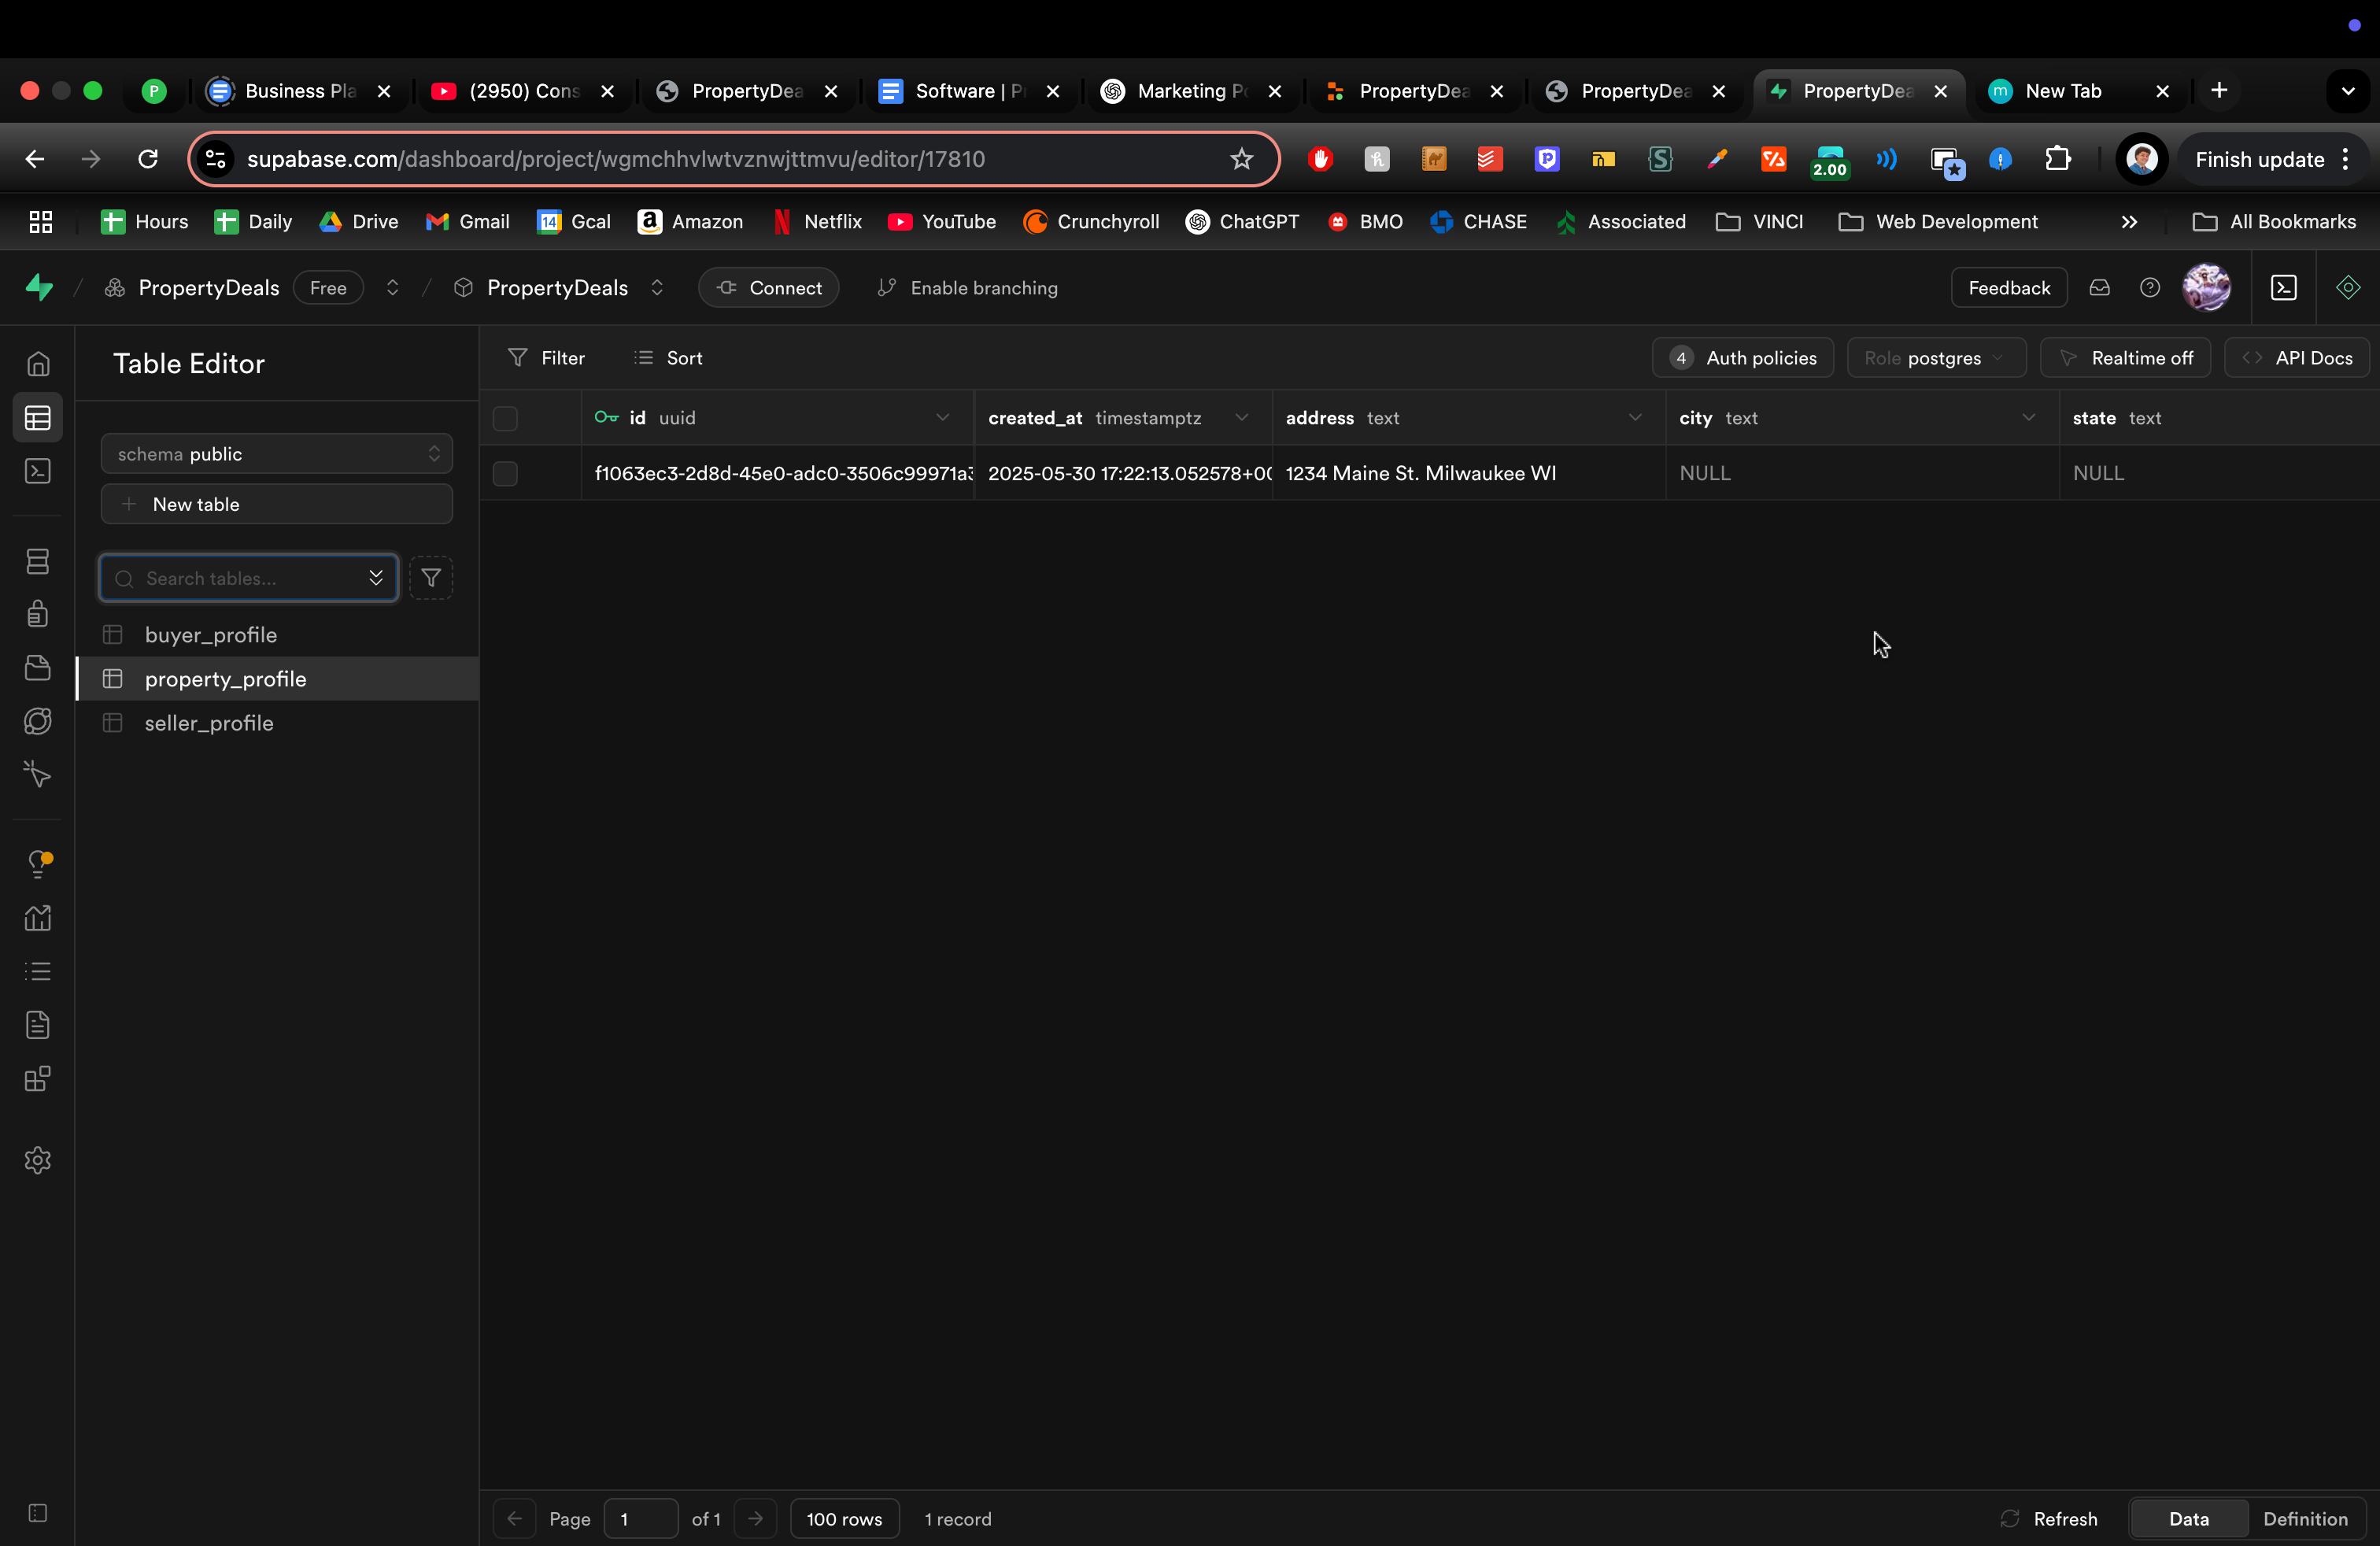 P Business Pla (2950) Cons PropertyDea Software | P Marketing Po PropertyDea PropertyDea PropertyDea m New Tab
supabase.com/dashboard/project/wgmchhvlwtvznwjttmvu/editor/17810 2.00 Finish update
Hours Daily Drive Gmail 14 Gcal Amazon Netflix YouTube Crunchyroll ChatGPT BMO CHASE Associated VINCI Web Development All Bookmarks
/ PropertyDeals Free / PropertyDeals Connect Enable branching Feedback
Table Editor
Filter Sort 4 Auth policies Role postgres Realtime off API Docs
id uuid created_at timestamptz address text city text state text
f1063ec3-2d8d-45e0-adc0-3506c99971a3 2025-05-30 17:22:13.052578+00 1234 Maine St. Milwaukee WI NULL NULL
schema public
New table
Search tables...
buyer_profile
property_profile
seller_profile
Page 1 of 1 100 rows 1 record Refresh Data Definition